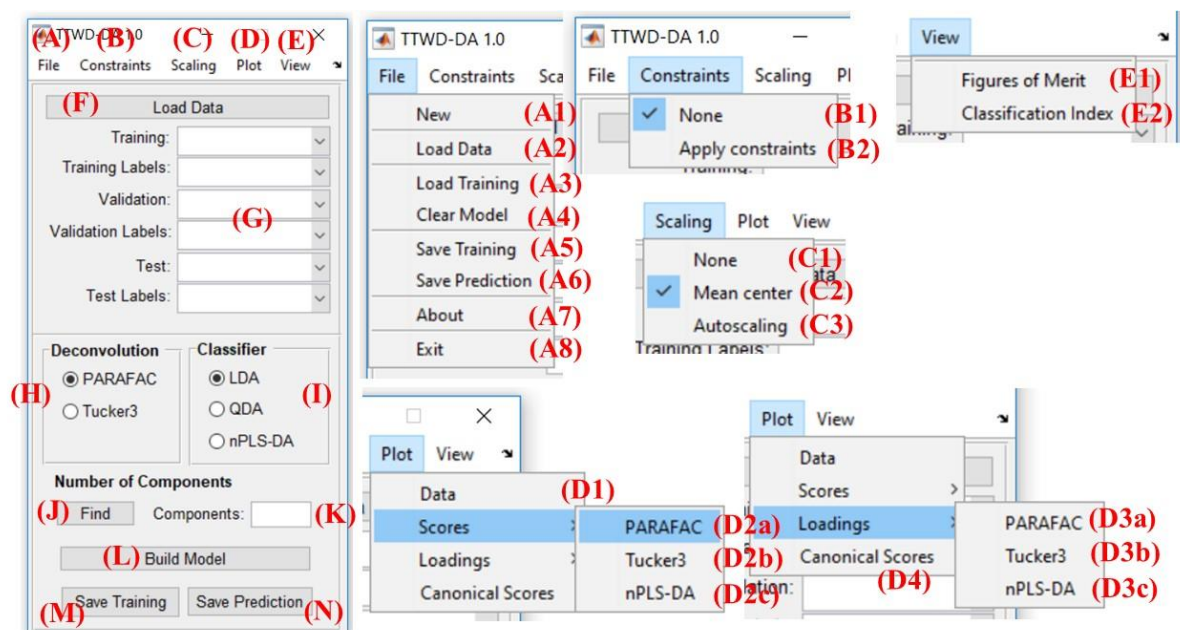 (A) TTWD-DA 1.0 (B) (C) (D) (E)
File Constraints Scaling Plot View
(F) Load Data
Training:
Training Labels:
Validation:
(G)
Validation Labels:
Test:
Test Labels:
Deconvolution Classifier
(H) PARAFAC LDA (I)
Tucker3 QDA
nPLS-DA
Number of Components
(J) Find Components: (K)
(L) Build Model
(M) Save Training Save Prediction (N)
TTWD-DA 1.0
File Constraints Sca
New (A1)
Load Data (A2)
Load Training (A3)
Clear Model (A4)
Save Training (A5)
Save Prediction (A6)
About (A7)
Exit (A8)
TTWD-DA 1.0
File Constraints Scaling Pl
None (B1)
Apply constraints (B2)
Training:
View
Figures of Merit (E1)
Classification Index (E2)
aining:
Scaling Plot View
None (C1)
ata
Mean center (C2)
Autoscaling (C3)
Training Labels:
Plot View
Data (D1)
Scores PARAFAC (D2a)
Loadings Tucker3 (D2b)
Canonical Scores nPLS-DA (D2c)
Plot View
Data
Scores
Loadings PARAFAC (D3a)
Canonical Scores Tucker3 (D3b)
lation: (D4) nPLS-DA (D3c)